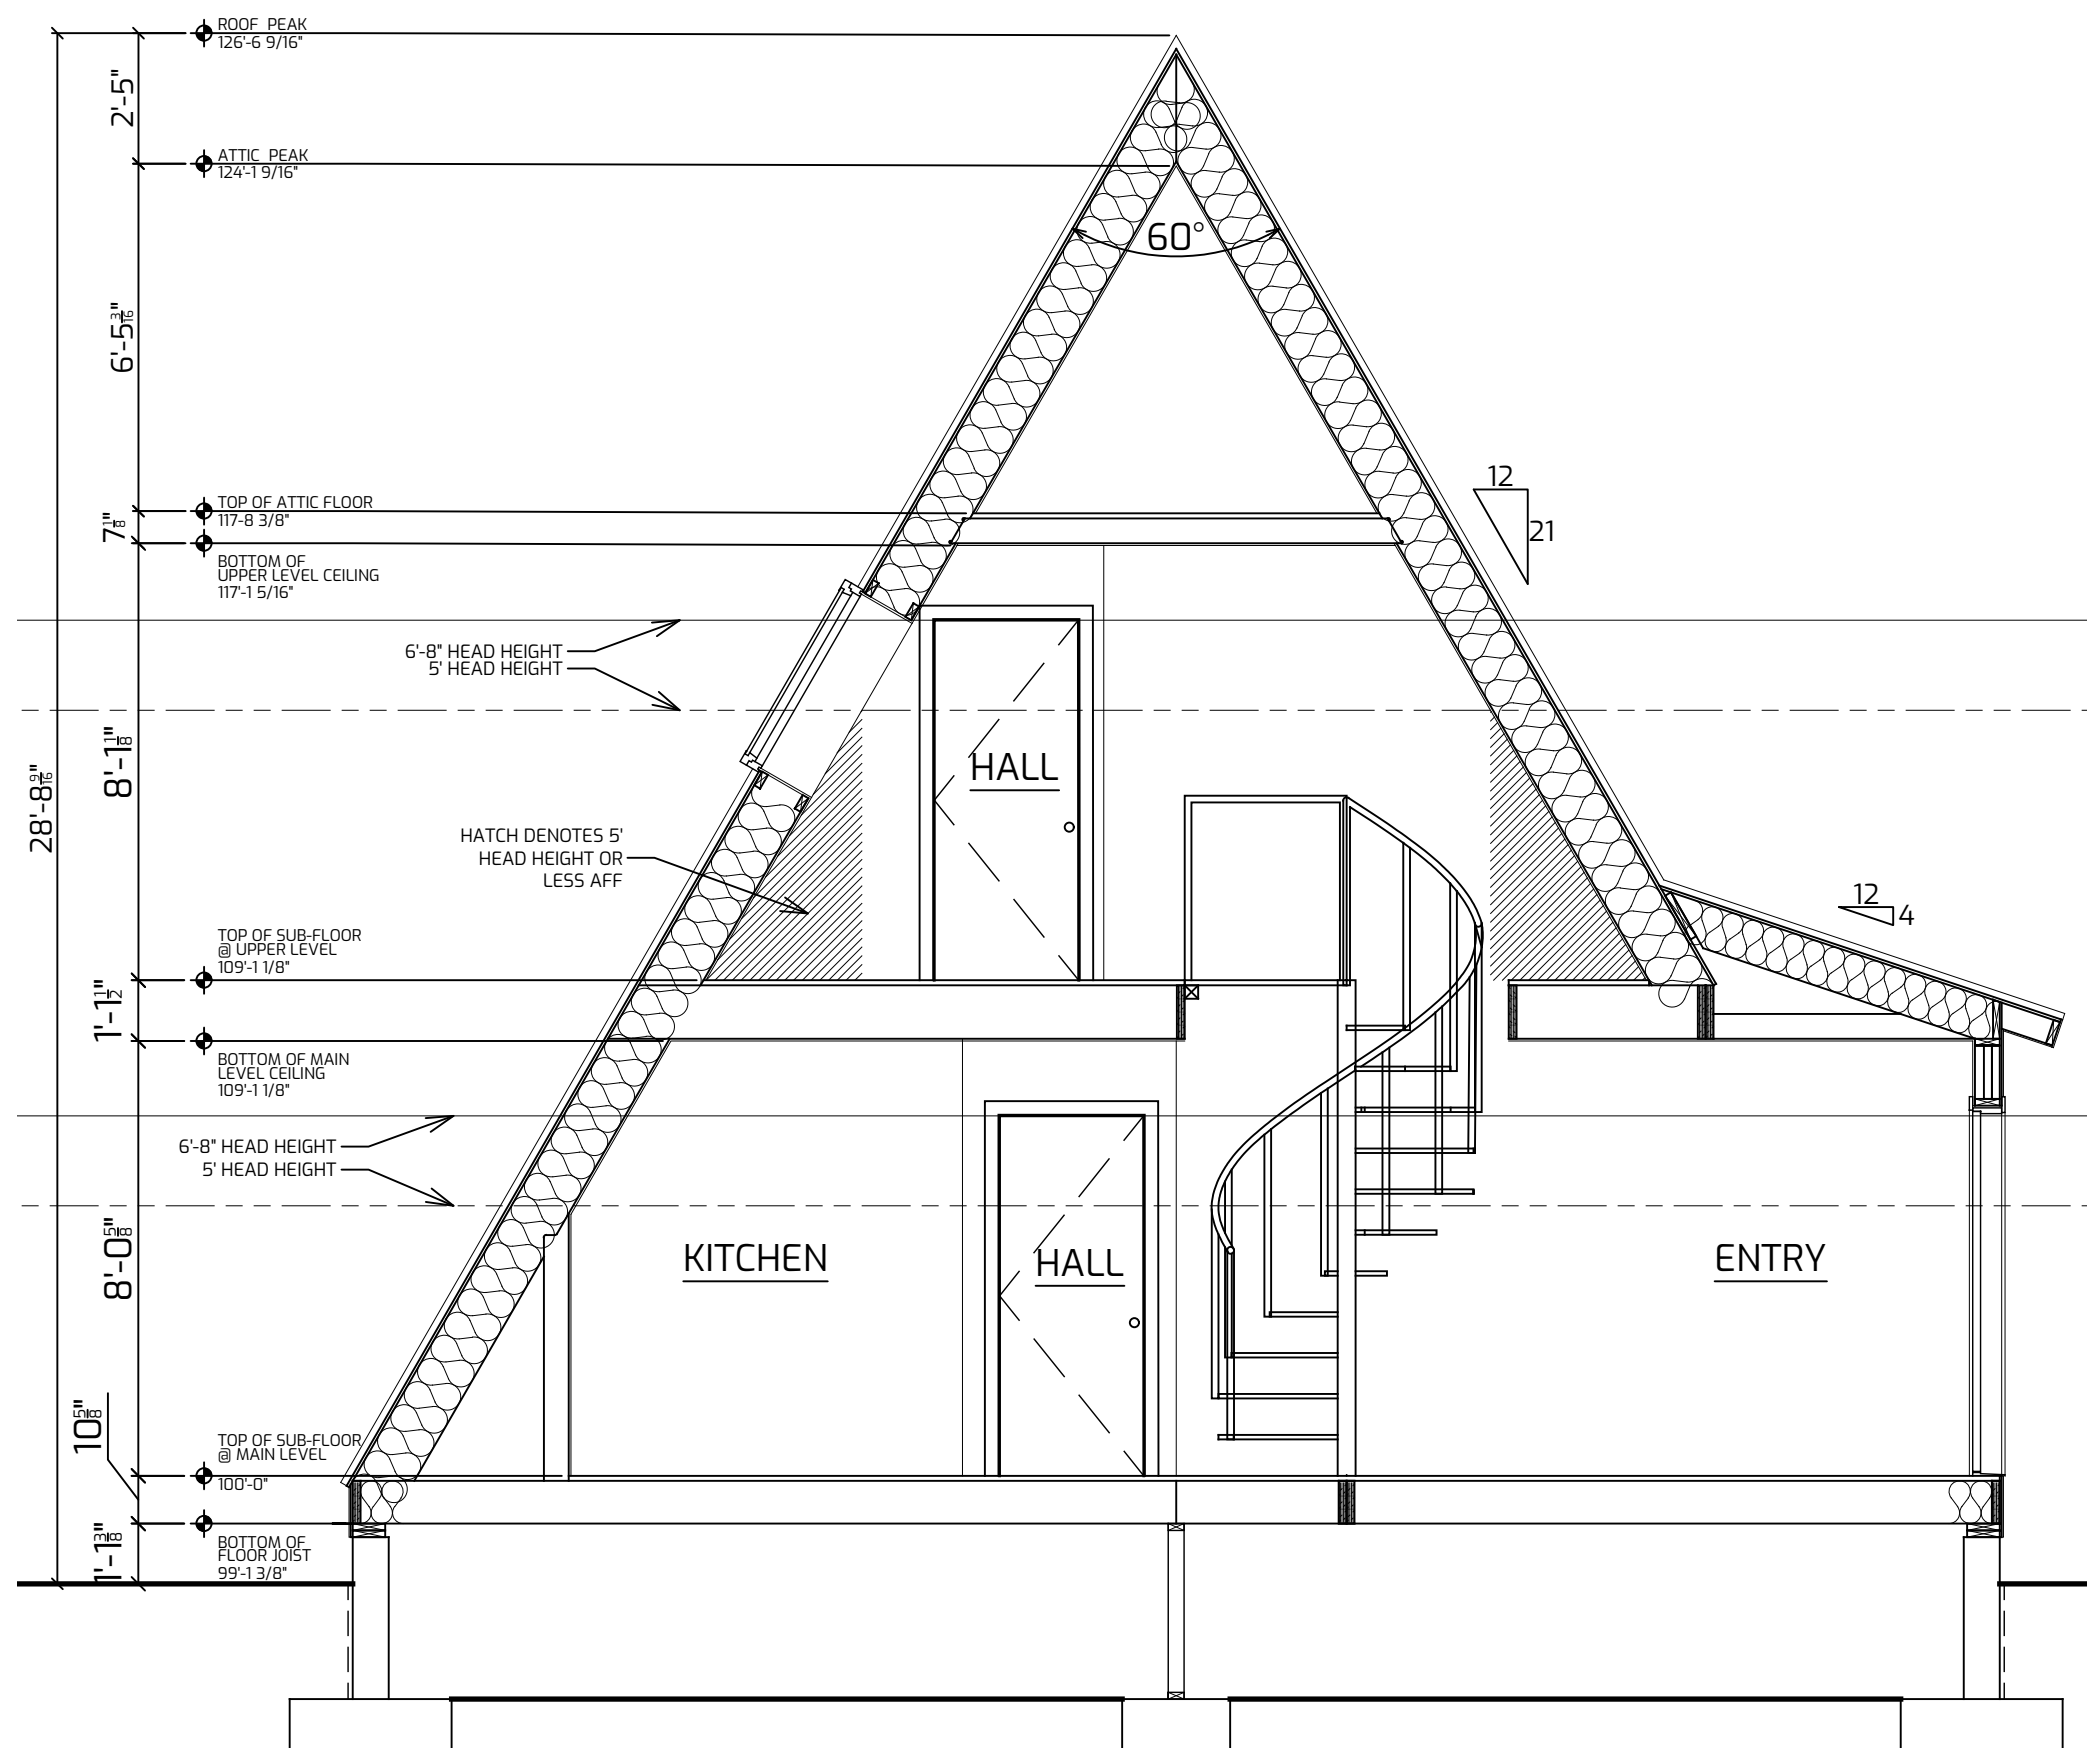 ROOF PEAK
126'-6 9/16"
2'-5"
ATTIC PEAK
124'-1 9/16"
60°
6'-5 3/16"
12
21
TOP OF ATTIC FLOOR
117-8 3/8"
7 1/8"
BOTTOM OF
UPPER LEVEL CEILING
117'-1 5/16"
6'-8" HEAD HEIGHT
5' HEAD HEIGHT
8'-1 1/8"
28'-8 9/16"
HALL
HATCH DENOTES 5'
HEAD HEIGHT OR
LESS AFF
12
4
TOP OF SUB-FLOOR
@ UPPER LEVEL
109'-1 1/8"
1'-1 1/2"
BOTTOM OF MAIN
LEVEL CEILING
109'-1 1/8"
6'-8" HEAD HEIGHT
5' HEAD HEIGHT
8'-0 5/8"
KITCHEN
HALL
ENTRY
10 5/8"
TOP OF SUB-FLOOR
@ MAIN LEVEL
100'-0"
1'-1 3/8"
BOTTOM OF
FLOOR JOIST
99'-1 3/8"